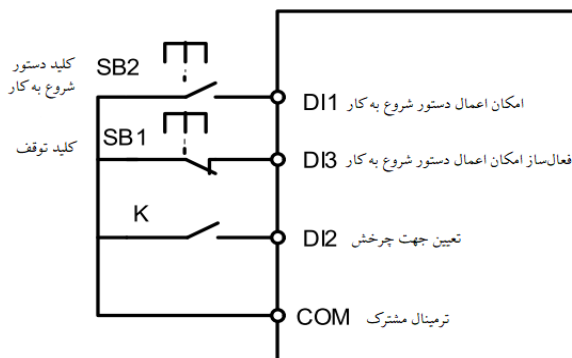 کلید دستور
شروع به کار
SB2
DI1 امکان اعمال دستور شروع به کار
SB1
کلید توقف
DI3 فعال‌ساز امکان اعمال دستور شروع به کار
K
DI2 تعیین جهت چرخش
COM ترمینال مشترک